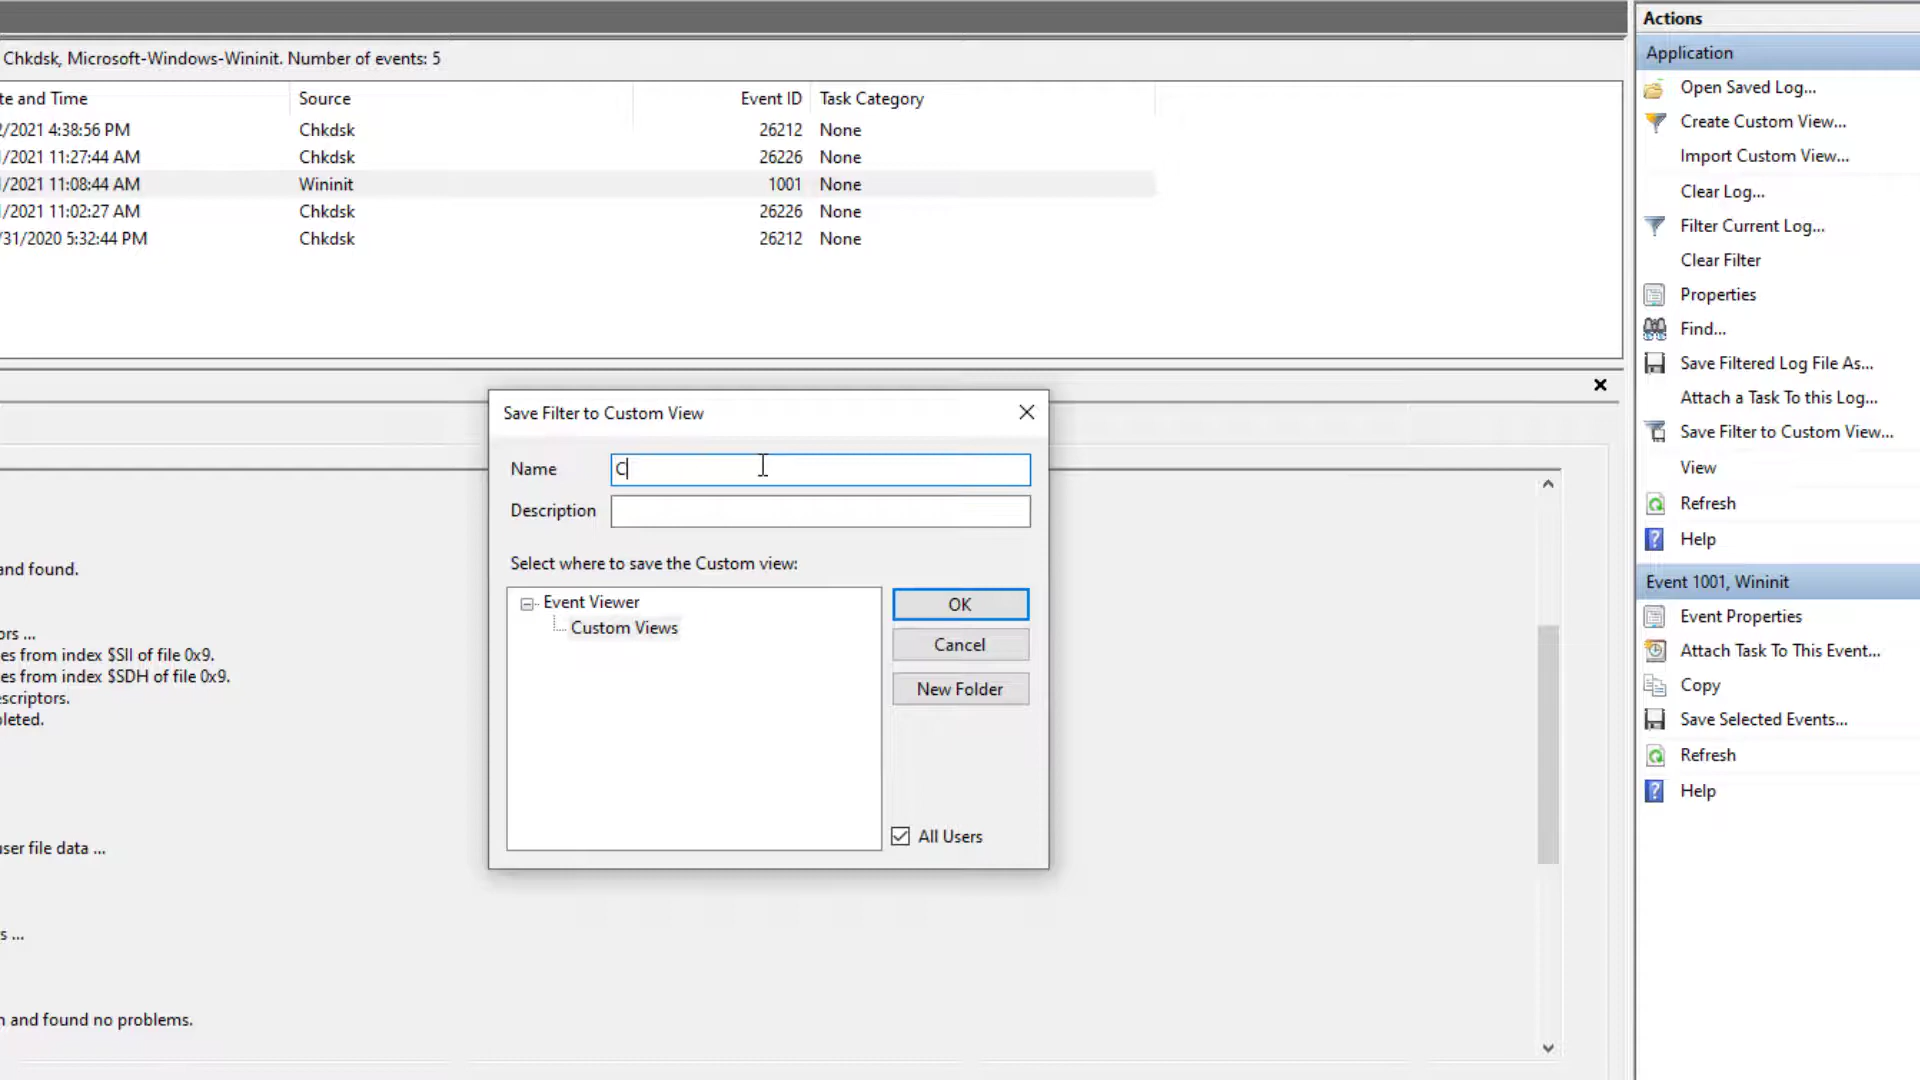 Chkdsk, Microsoft-Windows-Wininit. Number of events: 5
te and Time Source Event ID Task Category
2/2021 4:38:56 PM Chkdsk 26212 None
/2021 11:27:44 AM Chkdsk 26226 None
/2021 11:08:44 AM Wininit 1001 None
/2021 11:02:27 AM Chkdsk 26226 None
/31/2020 5:32:44 PM Chkdsk 26212 None
Save Filter to Custom View
Name C
Description
Select where to save the Custom view:
Event Viewer
Custom Views
OK
Cancel
New Folder
All Users
and found.
ors ...
es from index $SII of file 0x9.
es from index $SDH of file 0x9.
escriptors.
leted.
ser file data ...
s ...
n and found no problems.
Actions
Application
Open Saved Log...
Create Custom View...
Import Custom View...
Clear Log...
Filter Current Log...
Clear Filter
Properties
Find...
Save Filtered Log File As...
Attach a Task To this Log...
Save Filter to Custom View...
View
Refresh
Help
Event 1001, Wininit
Event Properties
Attach Task To This Event...
Copy
Save Selected Events...
Refresh
Help